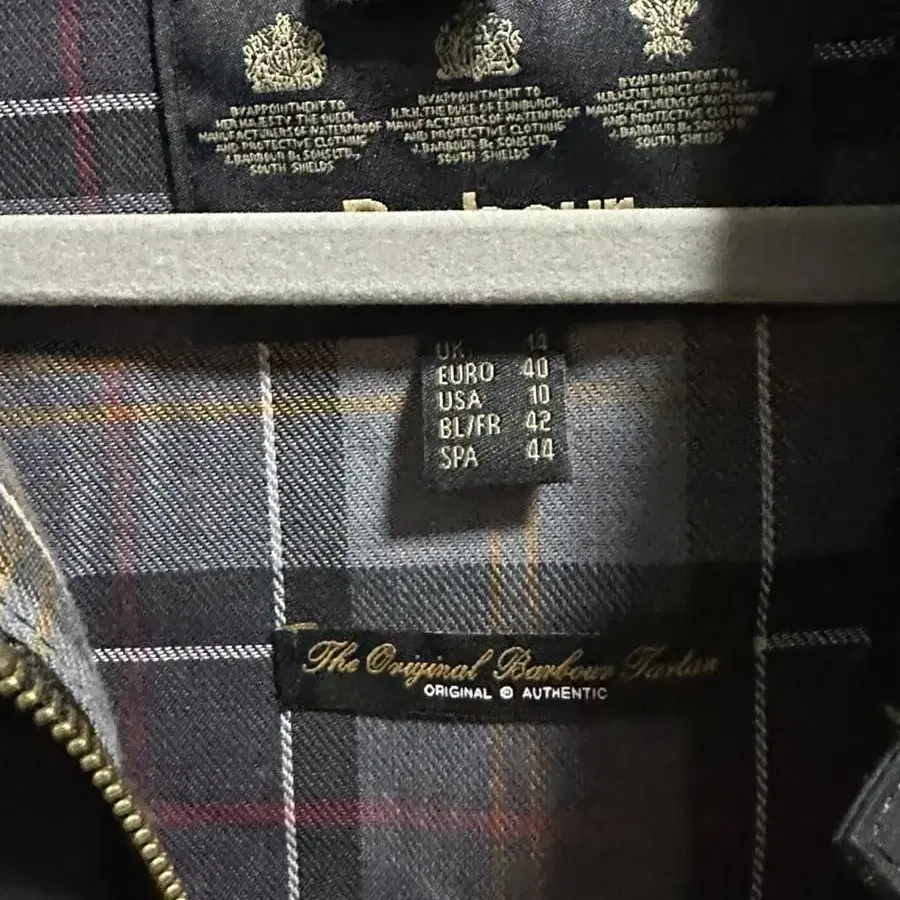 BY APPOINTMENT TO
H.M. THE QUEEN
MANUFACTURERS OF WATERPROOF
AND PROTECTIVE CLOTHING
J. BARBOUR & SONS LTD
SOUTH SHIELDS
BY APPOINTMENT TO
H.R.H. THE DUKE OF EDINBURGH
MANUFACTURERS OF WATERPROOF
AND PROTECTIVE CLOTHING
J. BARBOUR & SONS LTD
SOUTH SHIELDS
BY APPOINTMENT TO
H.R.H. THE PRINCE OF WALES
MANUFACTURERS OF WATERPROOF
AND PROTECTIVE CLOTHING
J. BARBOUR & SONS LTD
SOUTH SHIELDS
Barbour
UK 14
EURO 40
USA 10
BL/FR 42
SPA 44
The Original Barbour Tartan
ORIGINAL & AUTHENTIC